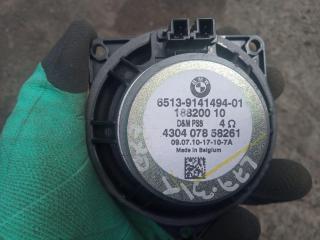 BMW
6513-9141494-01
188200 10
D&M PSS 4 Ω
4304 078 58261
09.07.10-17-10-7A
Made in Belgium